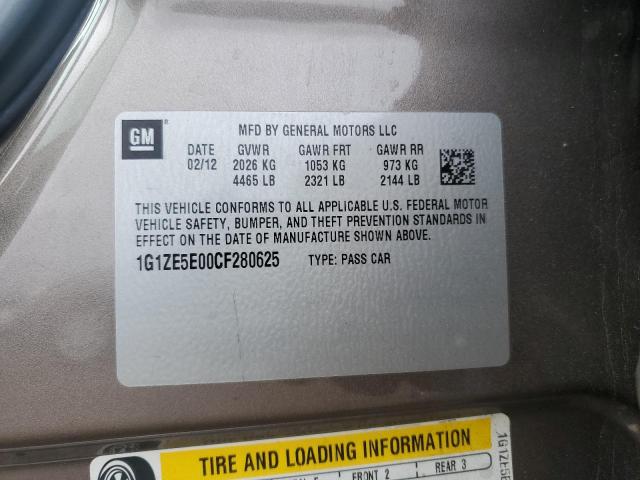 GM
MFD BY GENERAL MOTORS LLC
DATE GVWR GAWR FRT GAWR RR
02/12 2026 KG 1053 KG 973 KG
4465 LB 2321 LB 2144 LB
THIS VEHICLE CONFORMS TO ALL APPLICABLE U.S. FEDERAL MOTOR
VEHICLE SAFETY, BUMPER, AND THEFT PREVENTION STANDARDS IN
EFFECT ON THE DATE OF MANUFACTURE SHOWN ABOVE.
1G1ZE5E00CF280625 TYPE: PASS CAR
TIRE AND LOADING INFORMATION
FRONT 2 REAR 3
1G1ZE5E